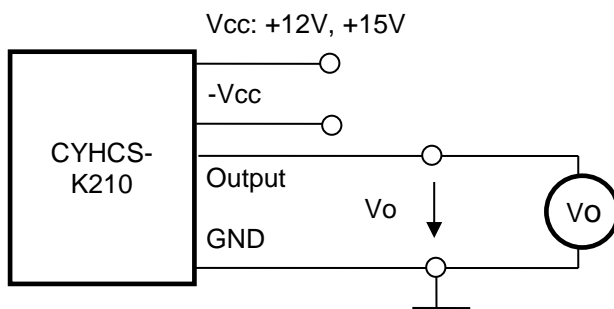 Vcc: +12V, +15V
-Vcc
CYHCS-
K210
Output
Vo
Vo
GND